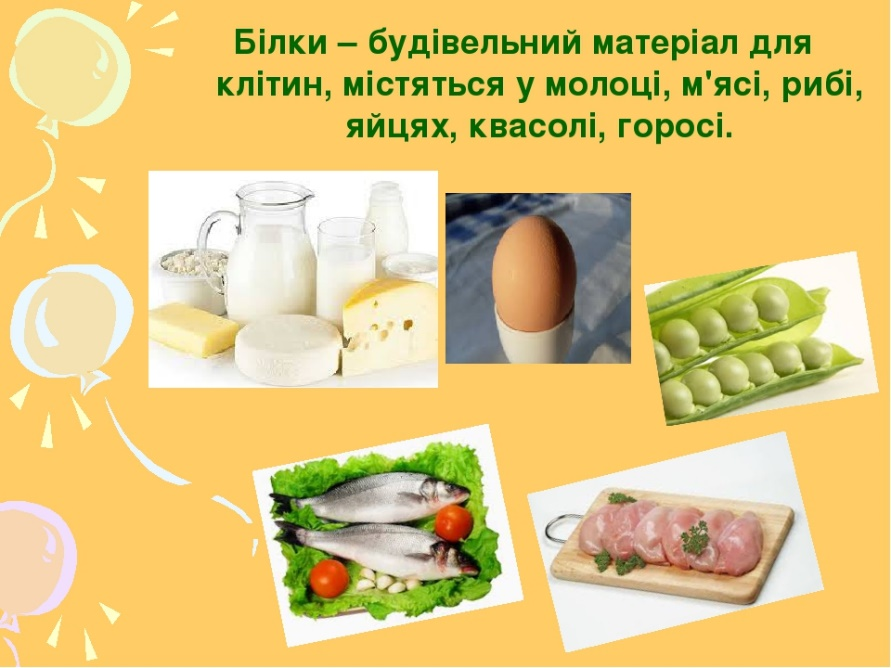 Білки – будівельний матеріал для
клітин, містяться у молоці, м'ясі, рибі,
яйцях, квасолі, горосі.